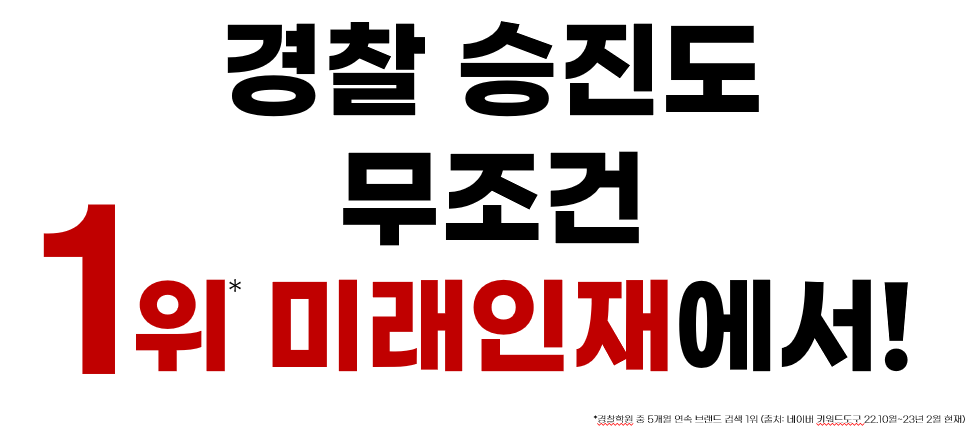 경찰 승진도
무조건
1위* 미래인재에서!
*경찰학원 중 5개월 연속 브랜드 검색 1위 (출처: 네이버 키워드도구 22.10월~23년 2월 현재)